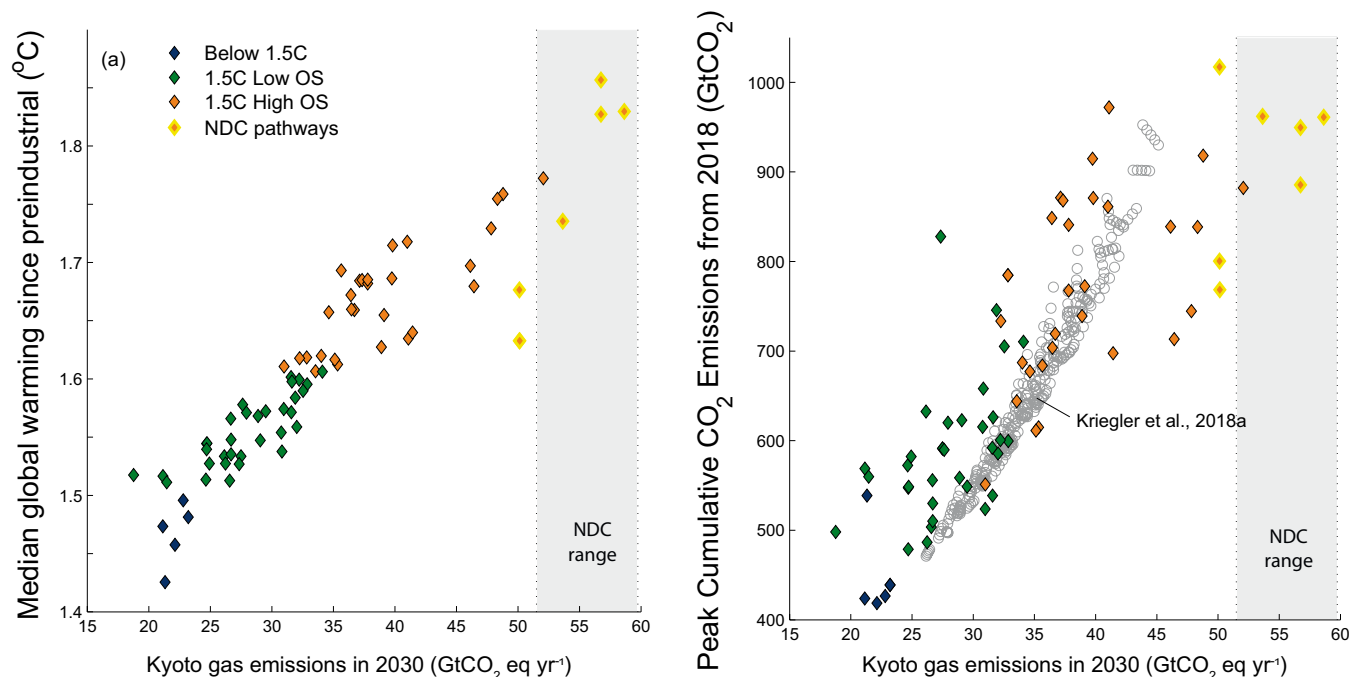 Median global warming since preindustrial (°C)
1.9
1.8
1.7
1.6
1.5
1.4
(a)
Below 1.5C
1.5C Low OS
1.5C High OS
NDC pathways
NDC
range
15 20 25 30 35 40 45 50 55 60
Kyoto gas emissions in 2030 (GtCO₂ eq yr⁻¹)
Peak Cumulative CO₂ Emissions from 2018 (GtCO₂)
1000
900
800
700
600
500
400
Kriegler et al., 2018a
NDC
range
15 20 25 30 35 40 45 50 55 60
Kyoto gas emissions in 2030 (GtCO₂ eq yr⁻¹)